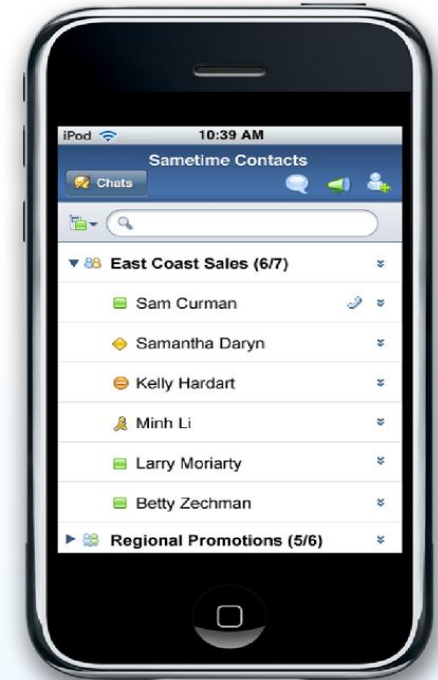 iPod 10:39 AM
Sametime Contacts
Chats
East Coast Sales (6/7)
Sam Curman
Samantha Daryn
Kelly Hardart
Minh Li
Larry Moriarty
Betty Zechman
Regional Promotions (5/6)